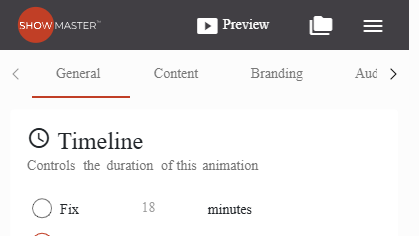 SHOW MASTER™ Preview
General Content Branding Aud
Timeline
Controls the duration of this animation
Fix 18 minutes